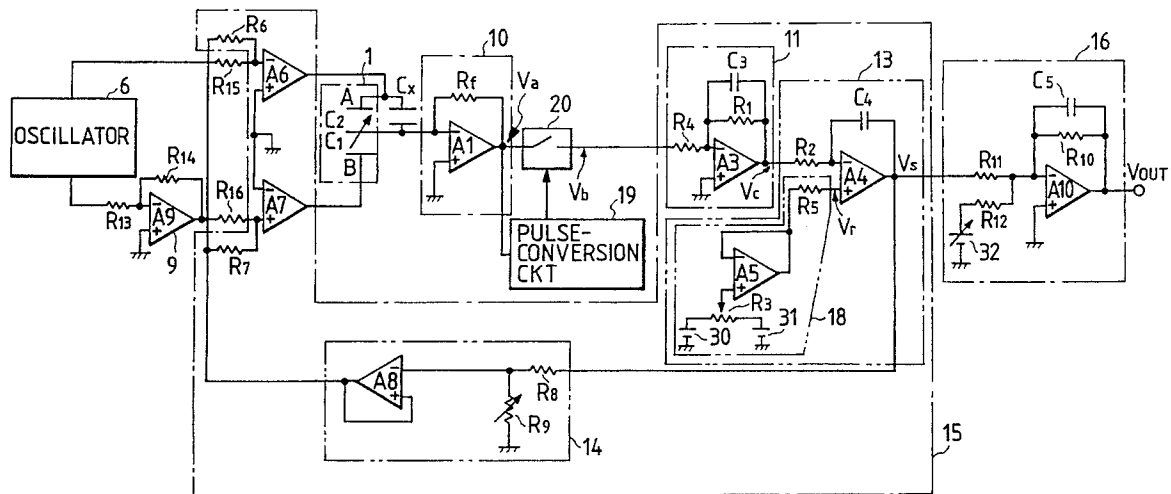 6
OSCILLATOR
R6
−
A6
+
R15
R14
R13
−
A9
+
9
R16
−
A7
+
R7
1
A
C2
C1
B
Cx
10
Rf
−
A1
+
Va
20
Vb
19
PULSE-
CONVERSION
CKT
11
C3
R1
R4
−
A3
+
Vc
13
C4
R2
−
A4
+
Vs
R5
Vr
−
A5
+
R3
30
31
18
16
C5
R10
R11
−
A10
+
R12
32
VOUT
A8
−
+
R8
R9
14
15